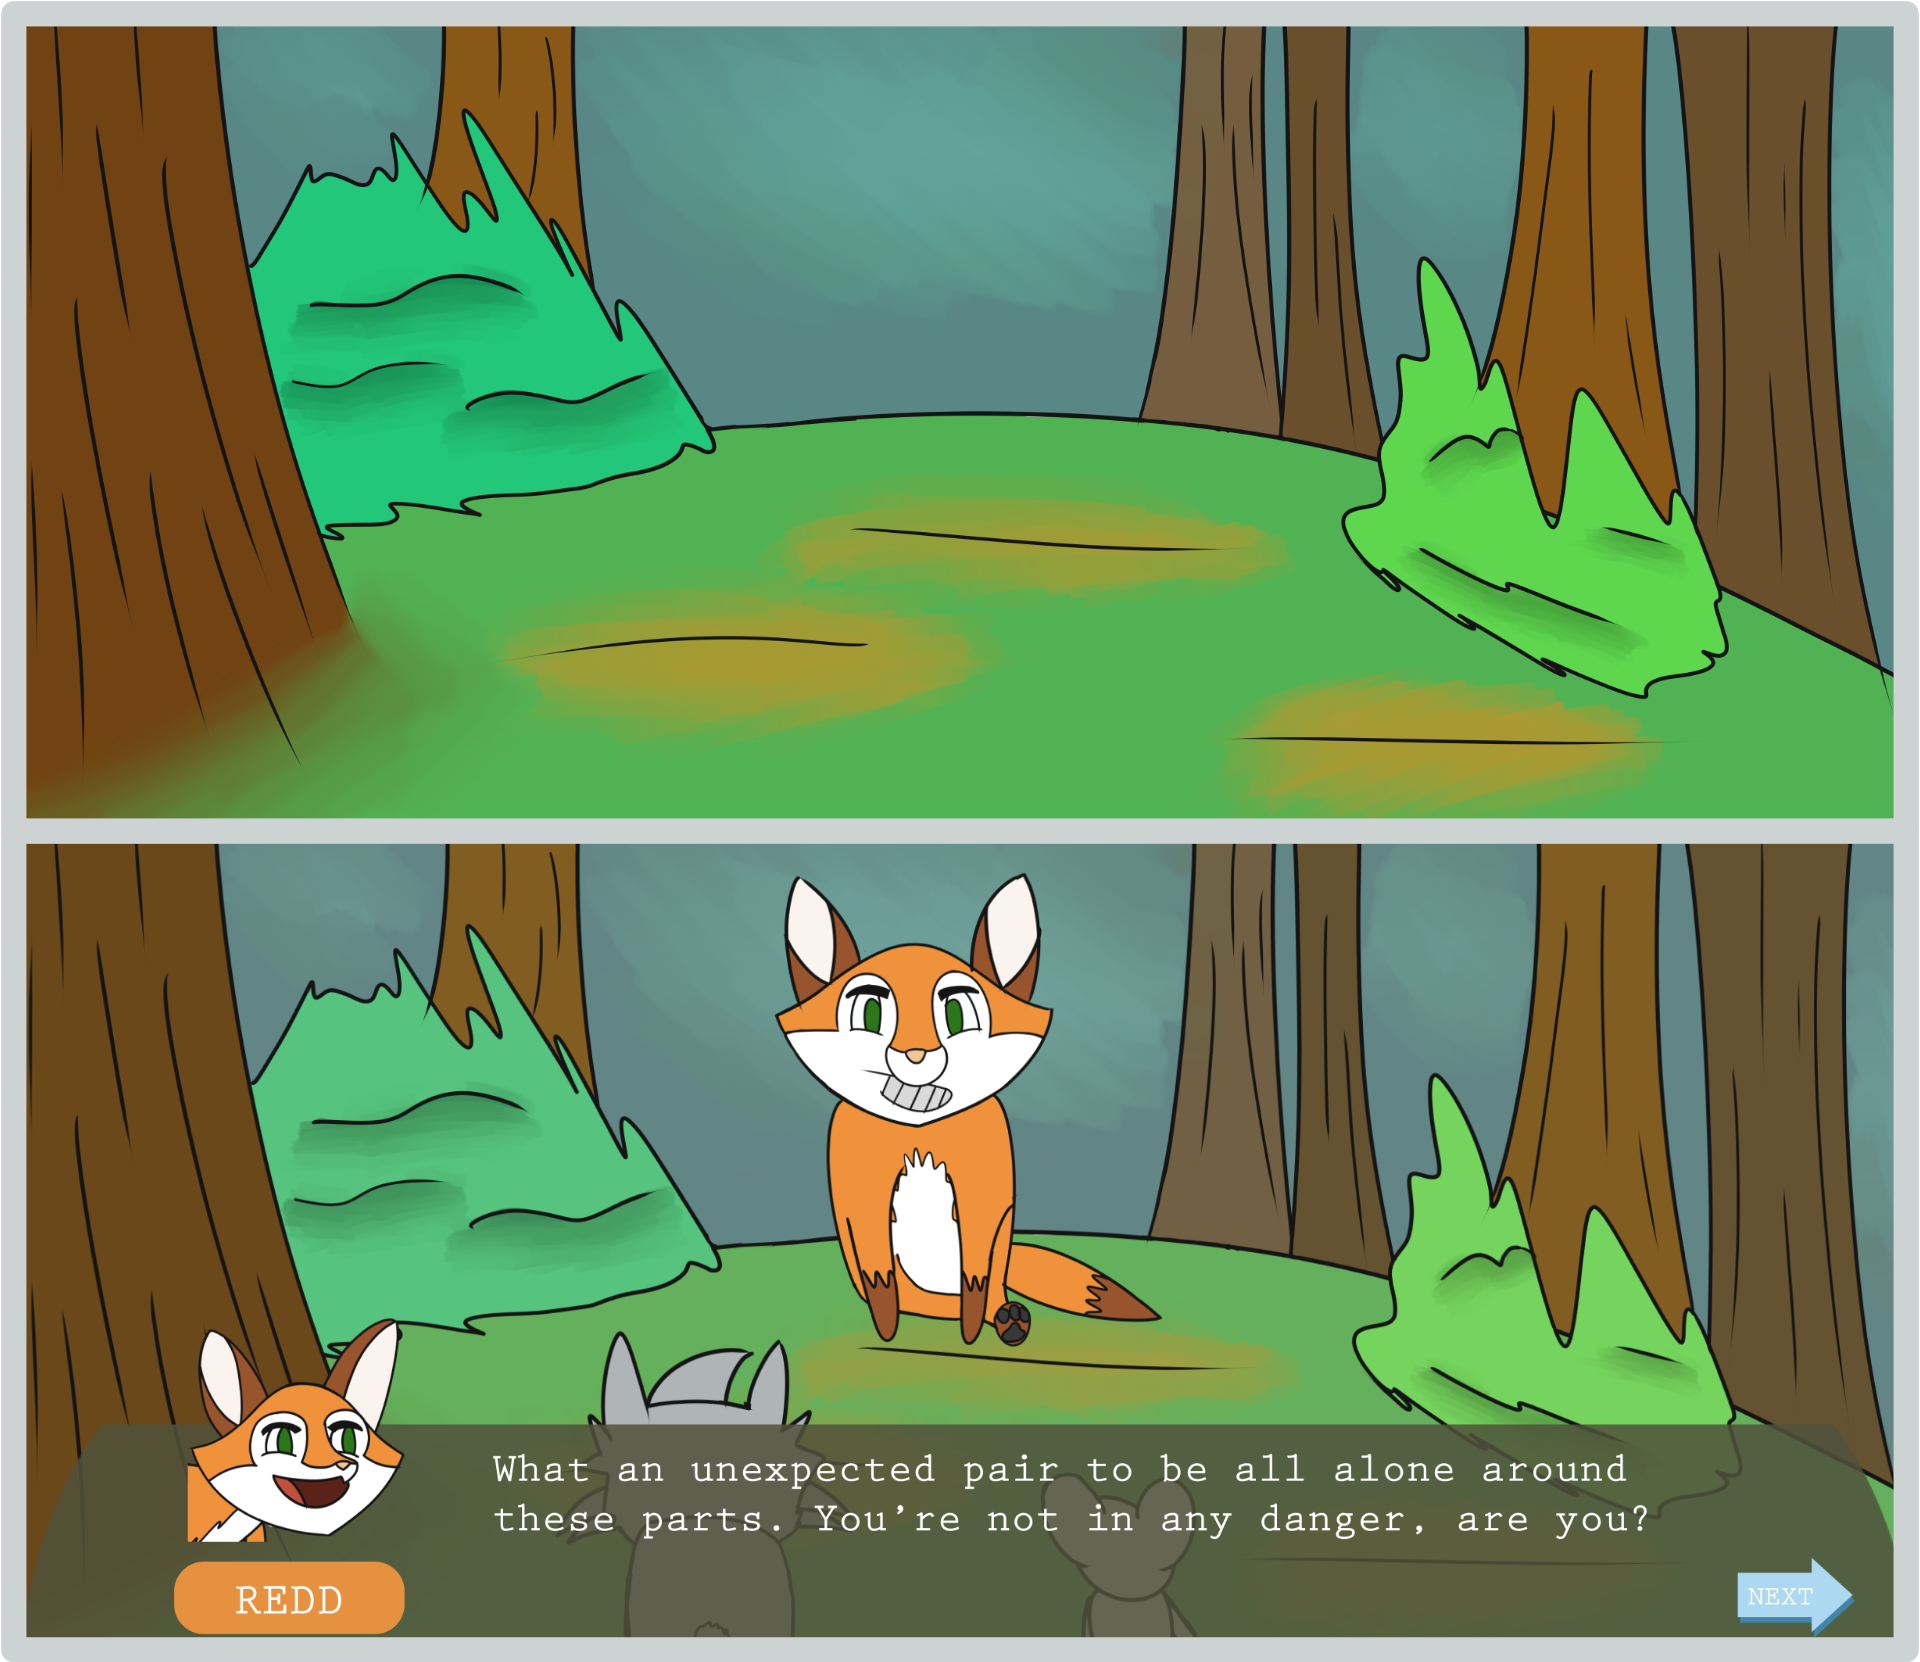 What an unexpected pair to be all alone around
these parts. You’re not in any danger, are you?
REDD
NEXT